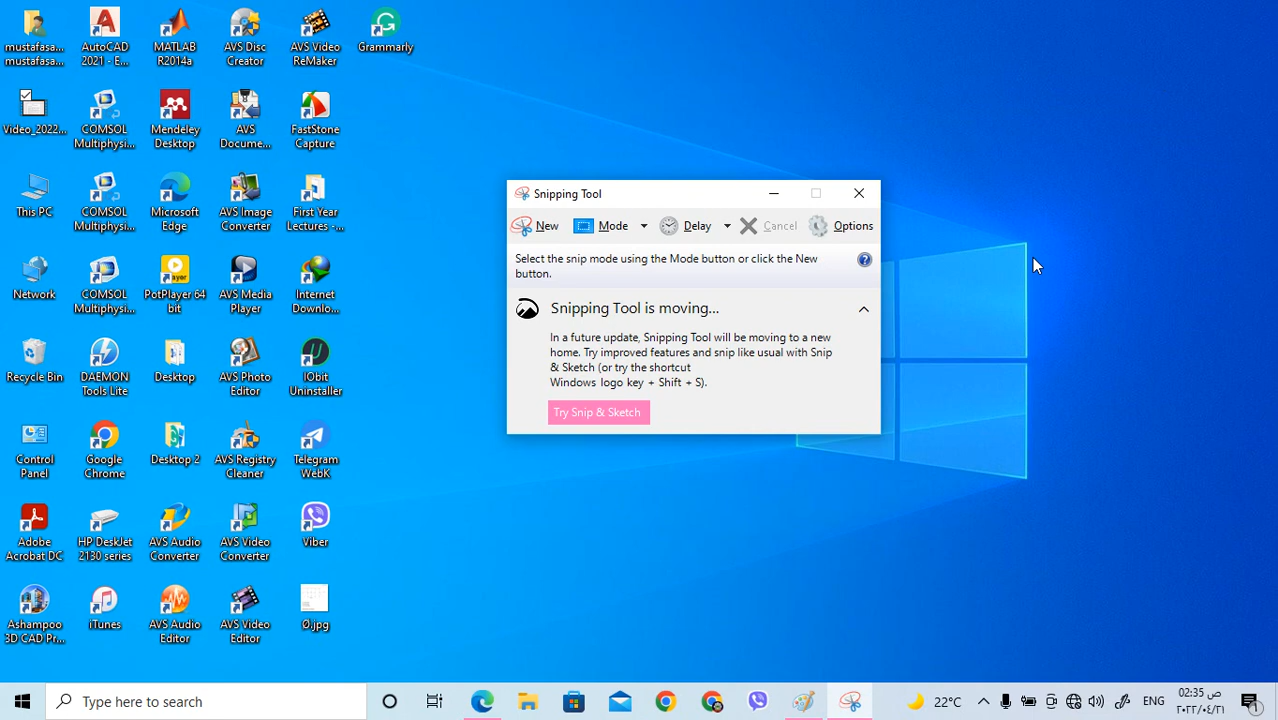 mustafasa...
mustafasa...
AutoCAD
2021 - E...
MATLAB
R2014a
AVS Disc
Creator
AVS Video
ReMaker
Grammarly
Video_2022...
COMSOL
Multiphysi...
Mendeley
Desktop
AVS
Docume...
FastStone
Capture
This PC
COMSOL
Multiphysi...
Microsoft
Edge
AVS Image
Converter
First Year
Lectures -...
Network
COMSOL
Multiphysi...
PotPlayer 64
bit
AVS Media
Player
Internet
Downlo...
Recycle Bin
DAEMON
Tools Lite
Desktop
AVS Photo
Editor
IObit
Uninstaller
Control
Panel
Google
Chrome
Desktop 2
AVS Registry
Cleaner
Telegram
WebK
Adobe
Acrobat DC
HP DeskJet
2130 series
AVS Audio
Converter
AVS Video
Converter
Viber
Ashampoo
3D CAD Pr...
iTunes
AVS Audio
Editor
AVS Video
Editor
Ø.jpg
Snipping Tool
New Mode Delay Cancel Options
Select the snip mode using the Mode button or click the New
button.
Snipping Tool is moving...
In a future update, Snipping Tool will be moving to a new
home. Try improved features and snip like usual with Snip
& Sketch (or try the shortcut
Windows logo key + Shift + S).
Try Snip & Sketch
Type here to search
22°C
ENG
02:35 ص
٢٠٢٢/٠٤/٢١
1